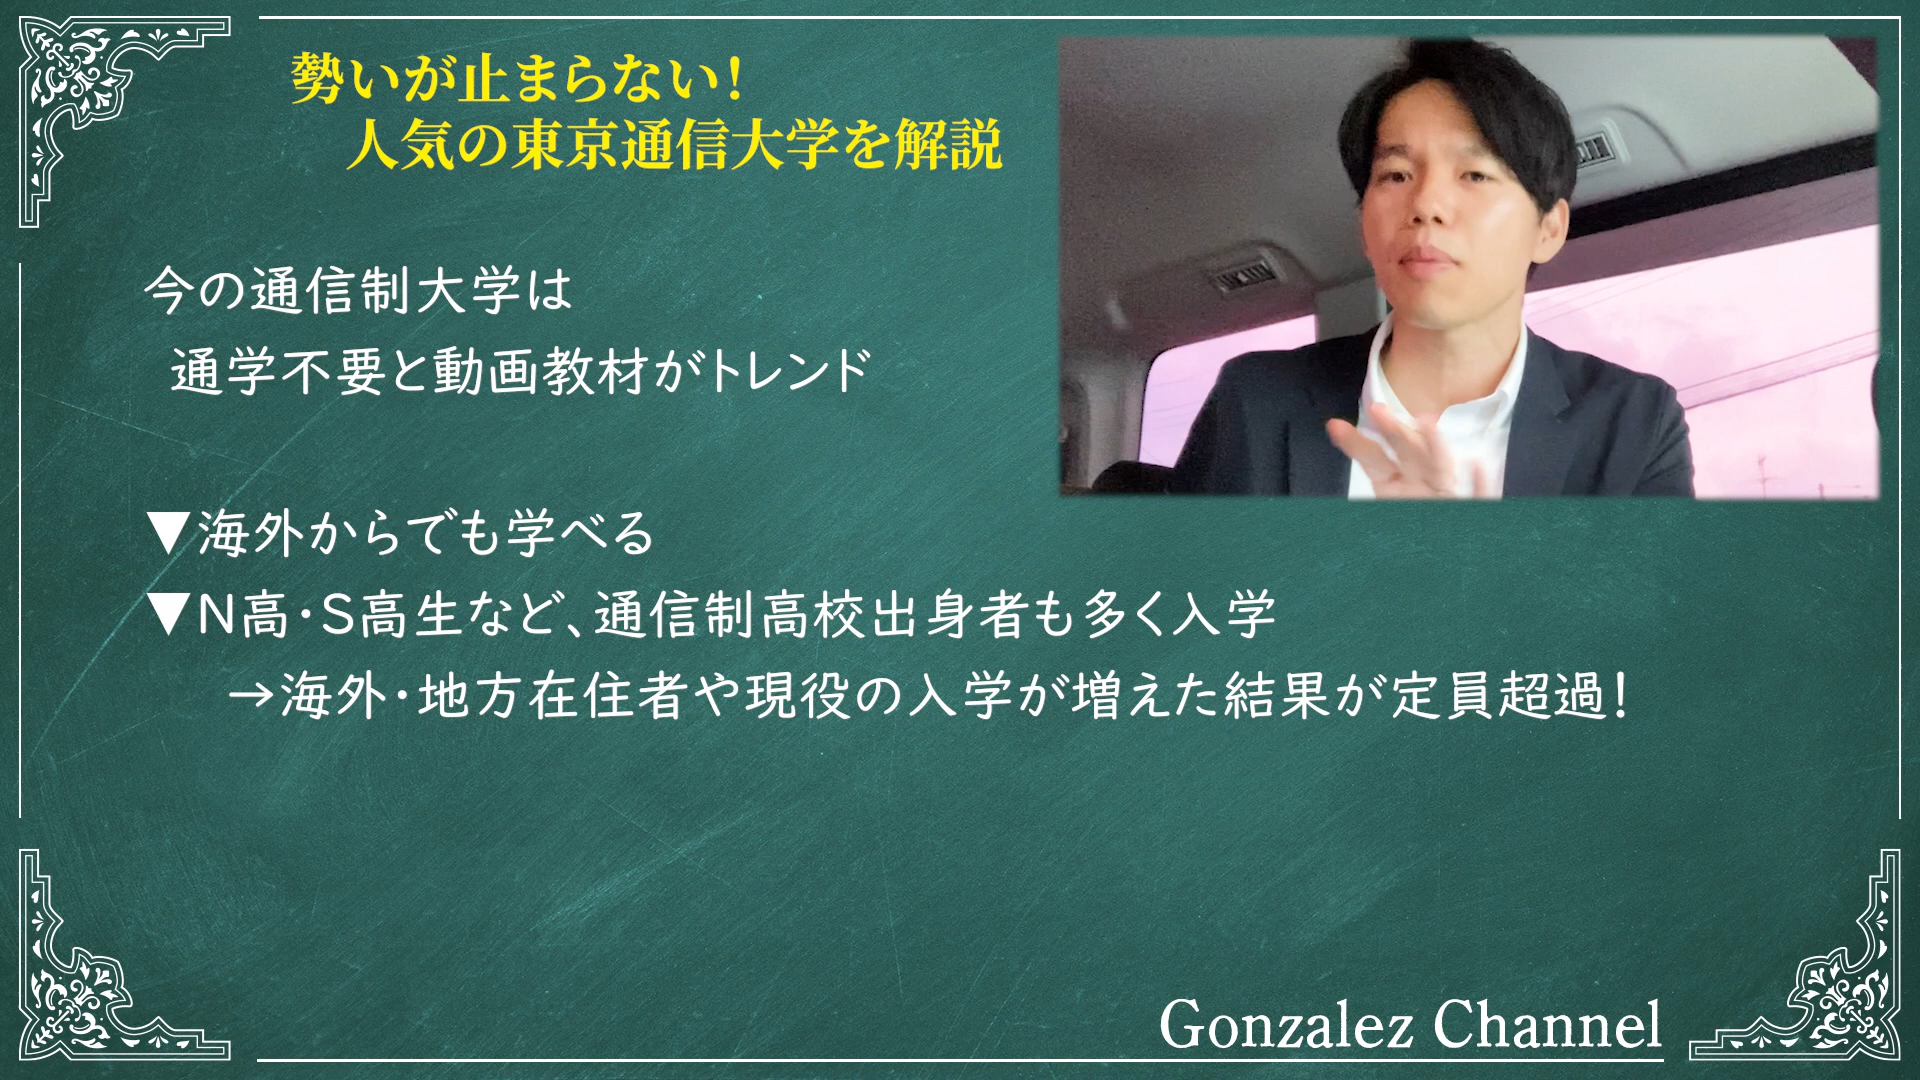 勢いが止まらない！
人気の東京通信大学を解説
今の通信制大学は
通学不要と動画教材がトレンド
▼海外からでも学べる
▼N高・S高生など、通信制高校出身者も多く入学
→海外・地方在住者や現役の入学が増えた結果が定員超過！
Gonzalez Channel